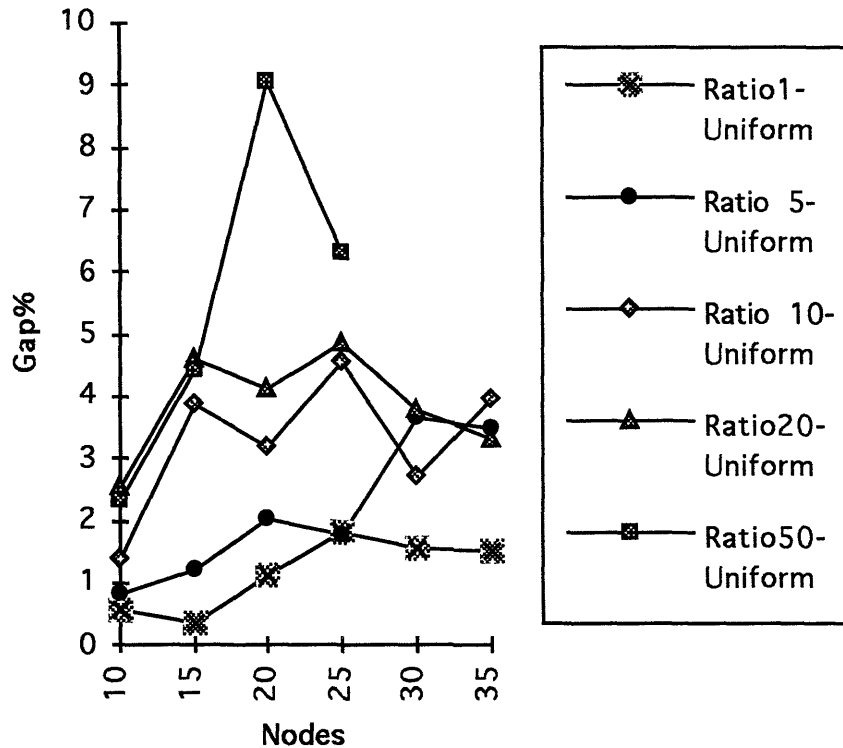 10
9
8
7
6
5
4
3
2
1
0
Gap%
10
15
20
25
30
35
Nodes
Ratio1-
Uniform
Ratio 5-
Uniform
Ratio 10-
Uniform
Ratio20-
Uniform
Ratio50-
Uniform